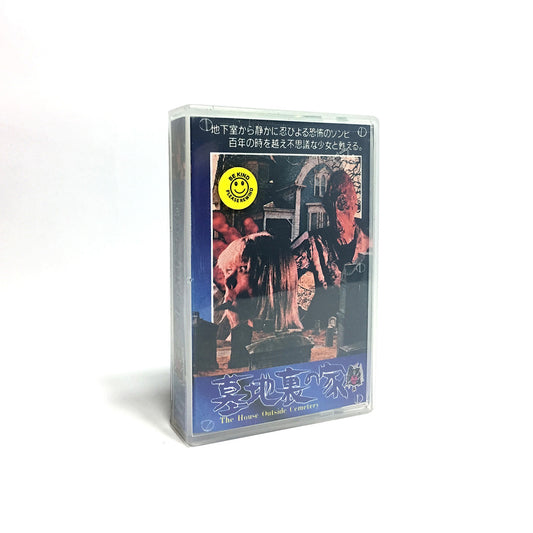 地下室から静かに忍びよる恐怖のゾンビ
百年の時を越え不思議な少女と甦える。
BE KIND
PLEASE REWIND
墓地裏の家
The House Outside Cemetery